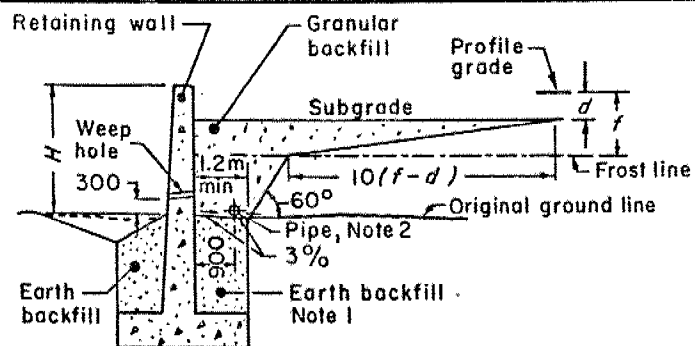 Retaining wall
Granular
backfill
Profile
grade
Subgrade
d
f
H
Weep
hole
300
1.2m
min
10(f-d)
Frost line
60°
Original ground line
Pipe, Note 2
3%
900
Earth
backfill
Earth backfill
Note 1